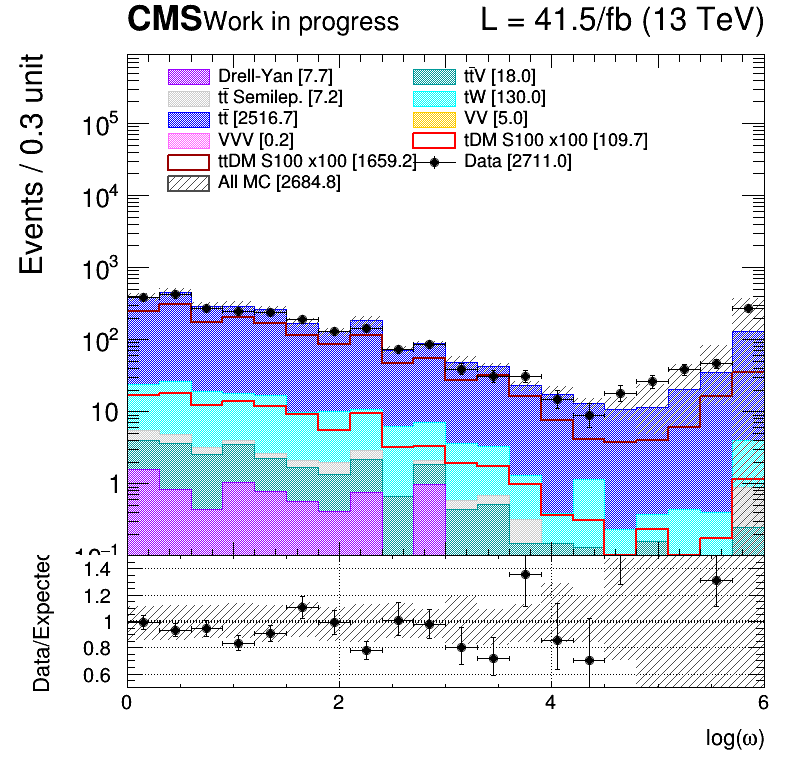 CMS Work in progress L = 41.5/fb (13 TeV)
Events / 0.3 unit
Drell-Yan [7.7] tt̄V [18.0]
tt̄ Semilep. [7.2] tW [130.0]
tt̄ [2516.7] VV [5.0]
VVV [0.2] tDM S100 x100 [109.7]
ttDM S100 x100 [1659.2] Data [2711.0]
All MC [2684.8]
10⁵
10⁴
10³
10²
10
1
10⁻¹
Data/Expected
1.4
1.2
1
0.8
0.6
0 2 4 6
log(ω)